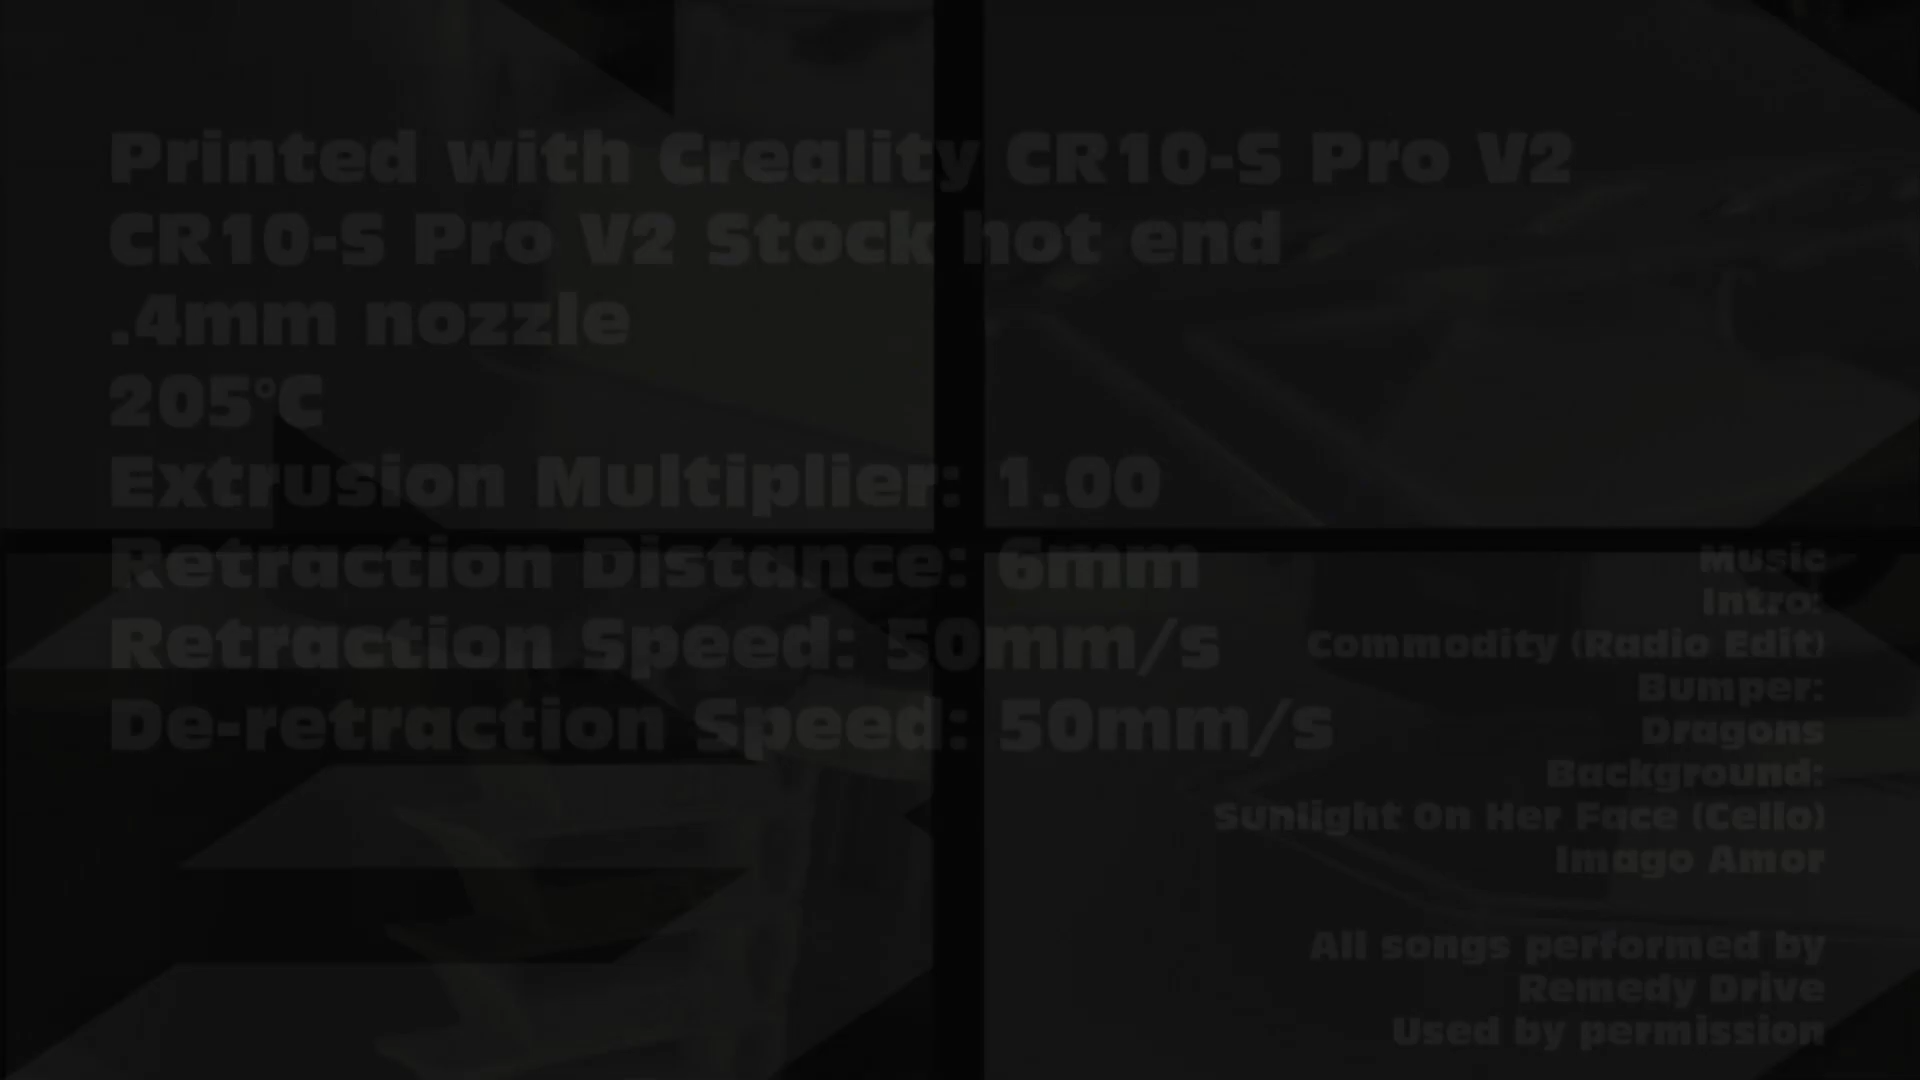 Printed with Creality CR10-S Pro V2
CR10-S Pro V2 Stock hot end
.4mm nozzle
205°C
Extrusion Multiplier: 1.00
Retraction Distance: 6mm
Retraction Speed: 50mm/s
De-retraction Speed: 50mm/s
Music
Intro:
Commodity (Radio Edit)
Bumper:
Dragons
Background:
Sunlight On Her Face (Cello)
Imago Amor
All songs performed by
Remedy Drive
Used by permission